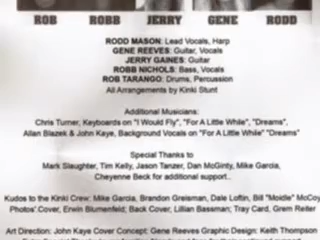 ROB ROBB JERRY GENE RODD
RODD MASON: Lead Vocals, Harp
GENE REEVES: Guitar, Vocals
JERRY GAINES: Guitar
ROBB NICHOLS: Bass, Vocals
ROB TARANGO: Drums, Percussion
All Arrangements by Kinki Stunt
Additional Musicians:
Chris Turner, Keyboards on "I Would Fly", "For A Little While", "Dreams",
Allan Blazek & John Kaye, Background Vocals on "For A Little While" "Dreams"
Special Thanks to
Mark Slaughter, Tim Kelly, Jason Tanzer, Dan McGinty, Mike Garcia,
Cheyenne Beck for additional support..
Kudos to the Kinki Crew: Mike Garcia, Brandon Greisman, Dale Loftin, Bill "Moidie" McCoy
Photos: Cover, Erwin Blumenfeld; Back Cover, Lillian Bassman; Tray Card, Grem Reiter
Art Direction: John Kaye Cover Concept: Gene Reeves Graphic Design: Keith Thompson